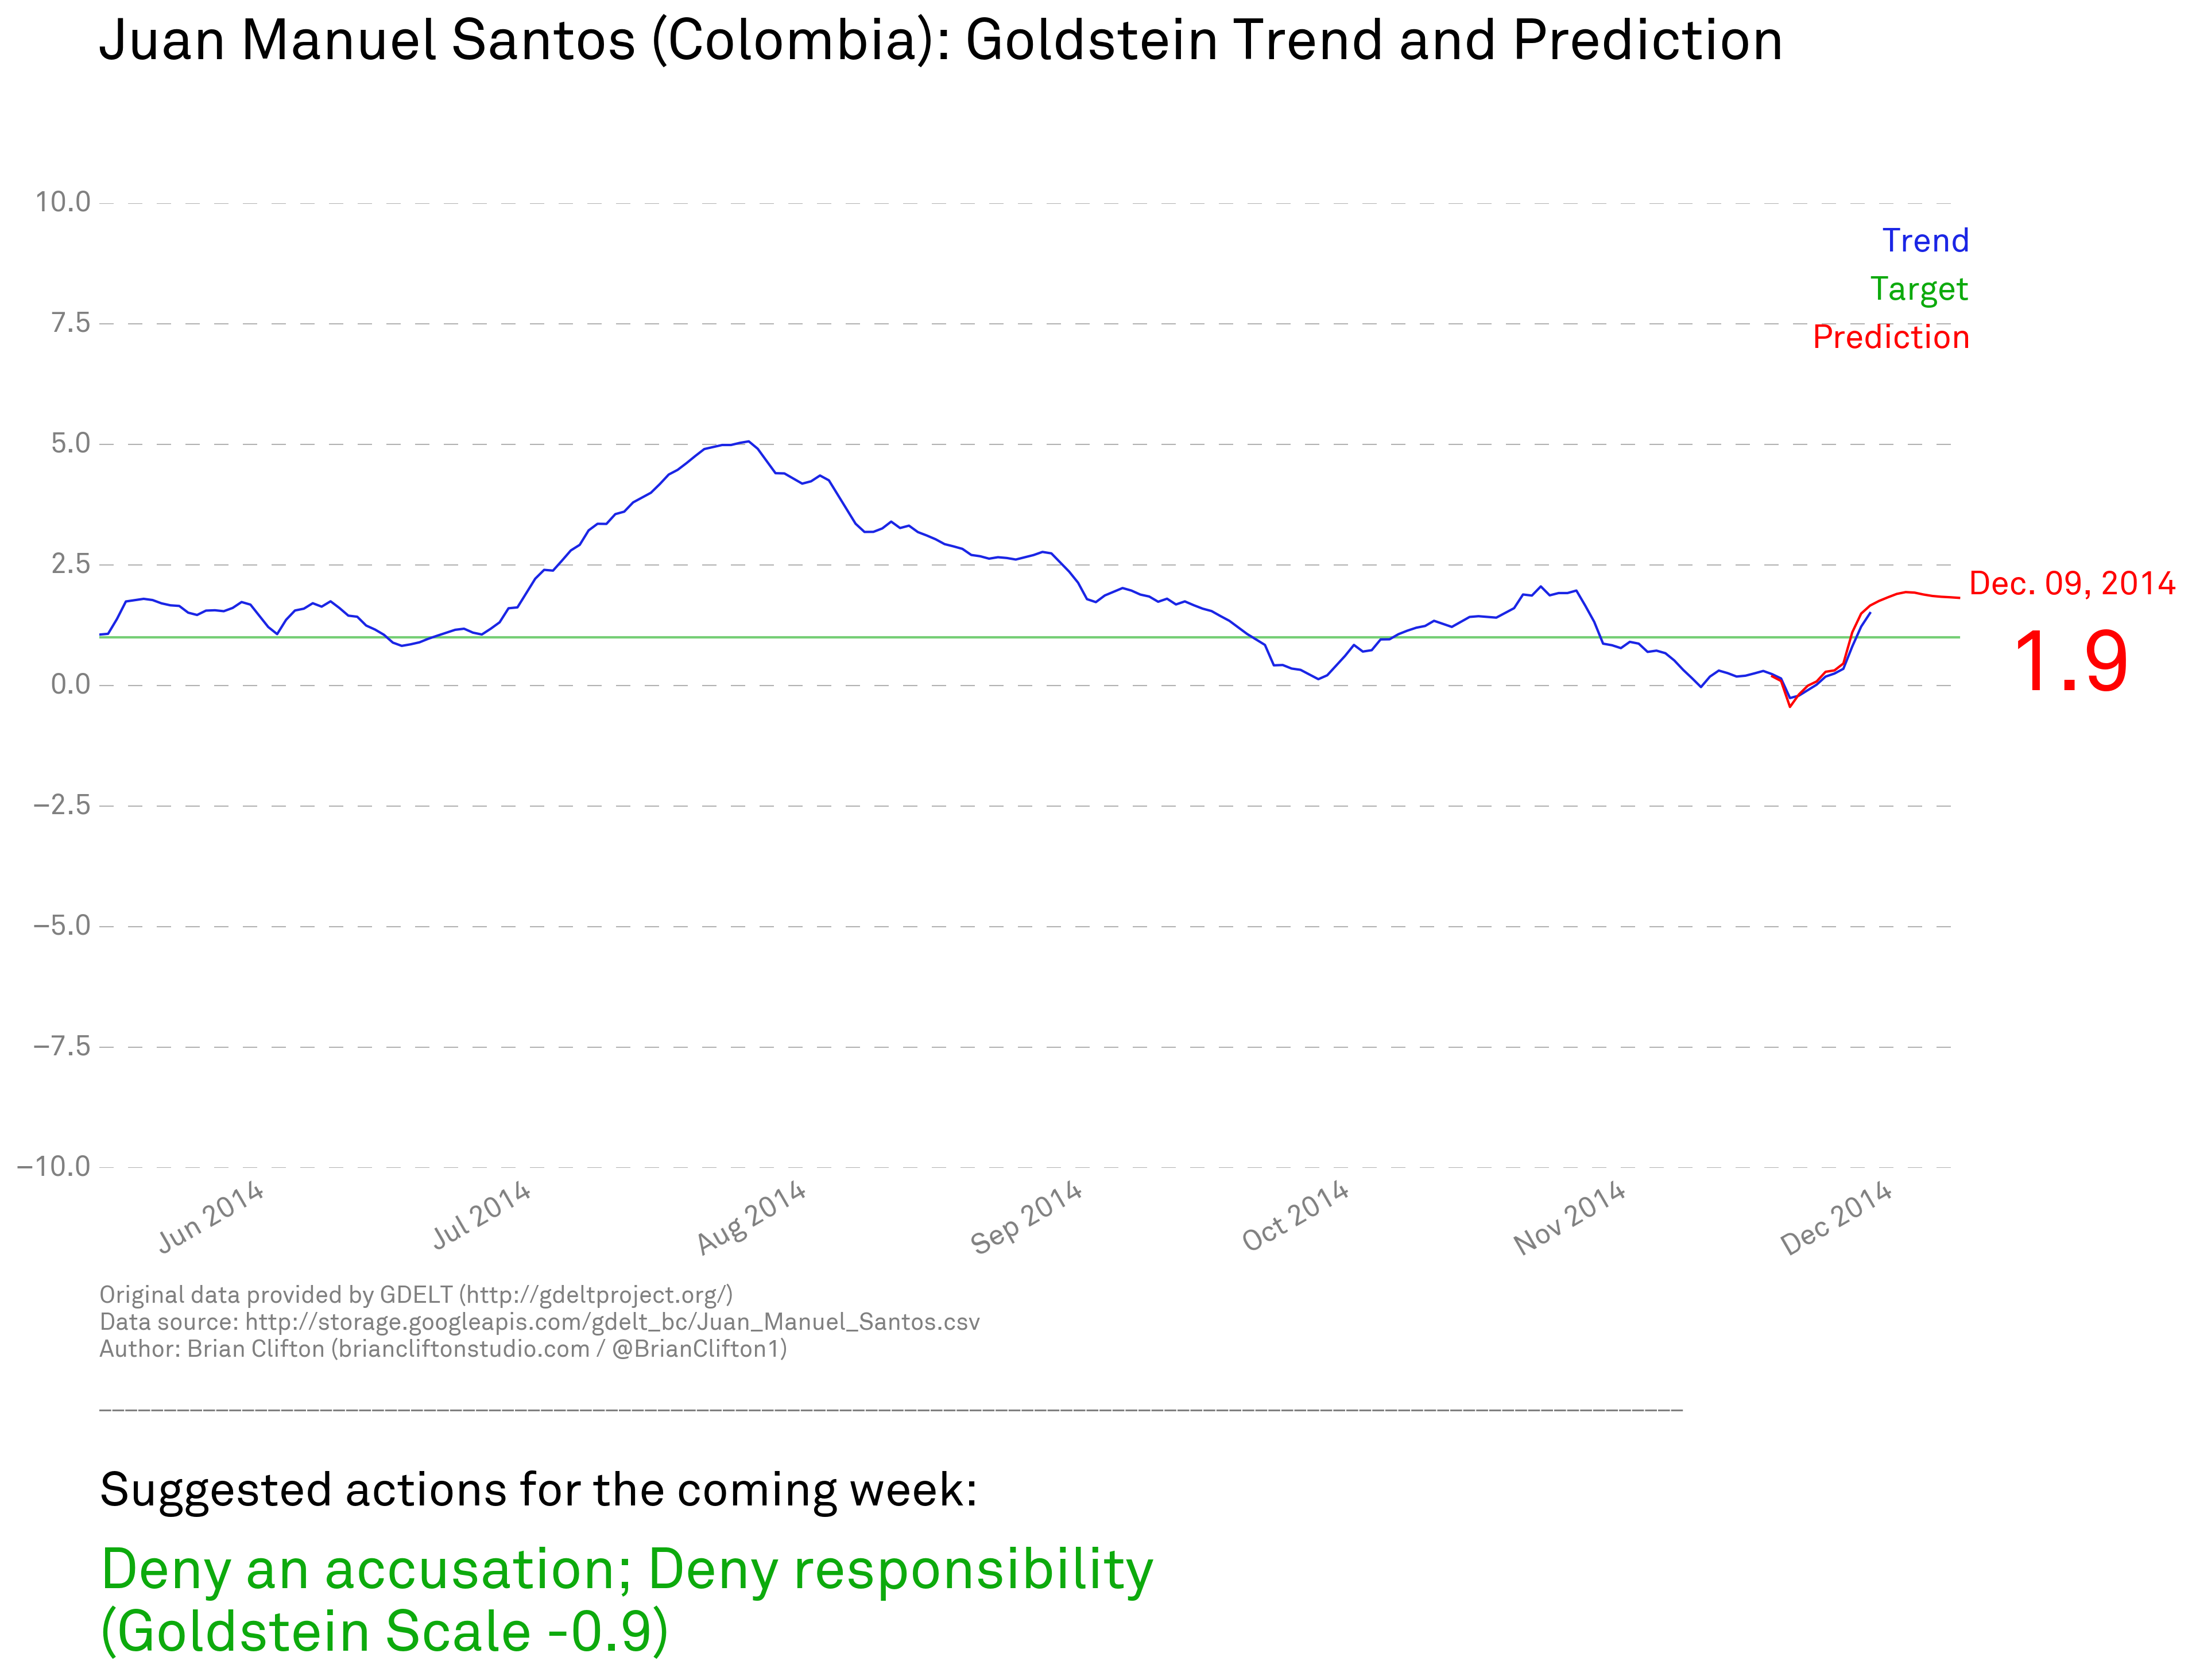 Juan Manuel Santos (Colombia): Goldstein Trend and Prediction
10.0
Trend
Target
7.5
Prediction
5.0
2.5
Dec. 09, 2014
1.9
0.0
−2.5
−5.0
−7.5
−10.0
Jun 2014
Jul 2014
Aug 2014
Sep 2014
Oct 2014
Nov 2014
Dec 2014
Original data provided by GDELT (http://gdeltproject.org/)
Data source: http://storage.googleapis.com/gdelt_bc/Juan_Manuel_Santos.csv
Author: Brian Clifton (briancliftonstudio.com / @BrianClifton1)
Suggested actions for the coming week:
Deny an accusation; Deny responsibility
(Goldstein Scale -0.9)